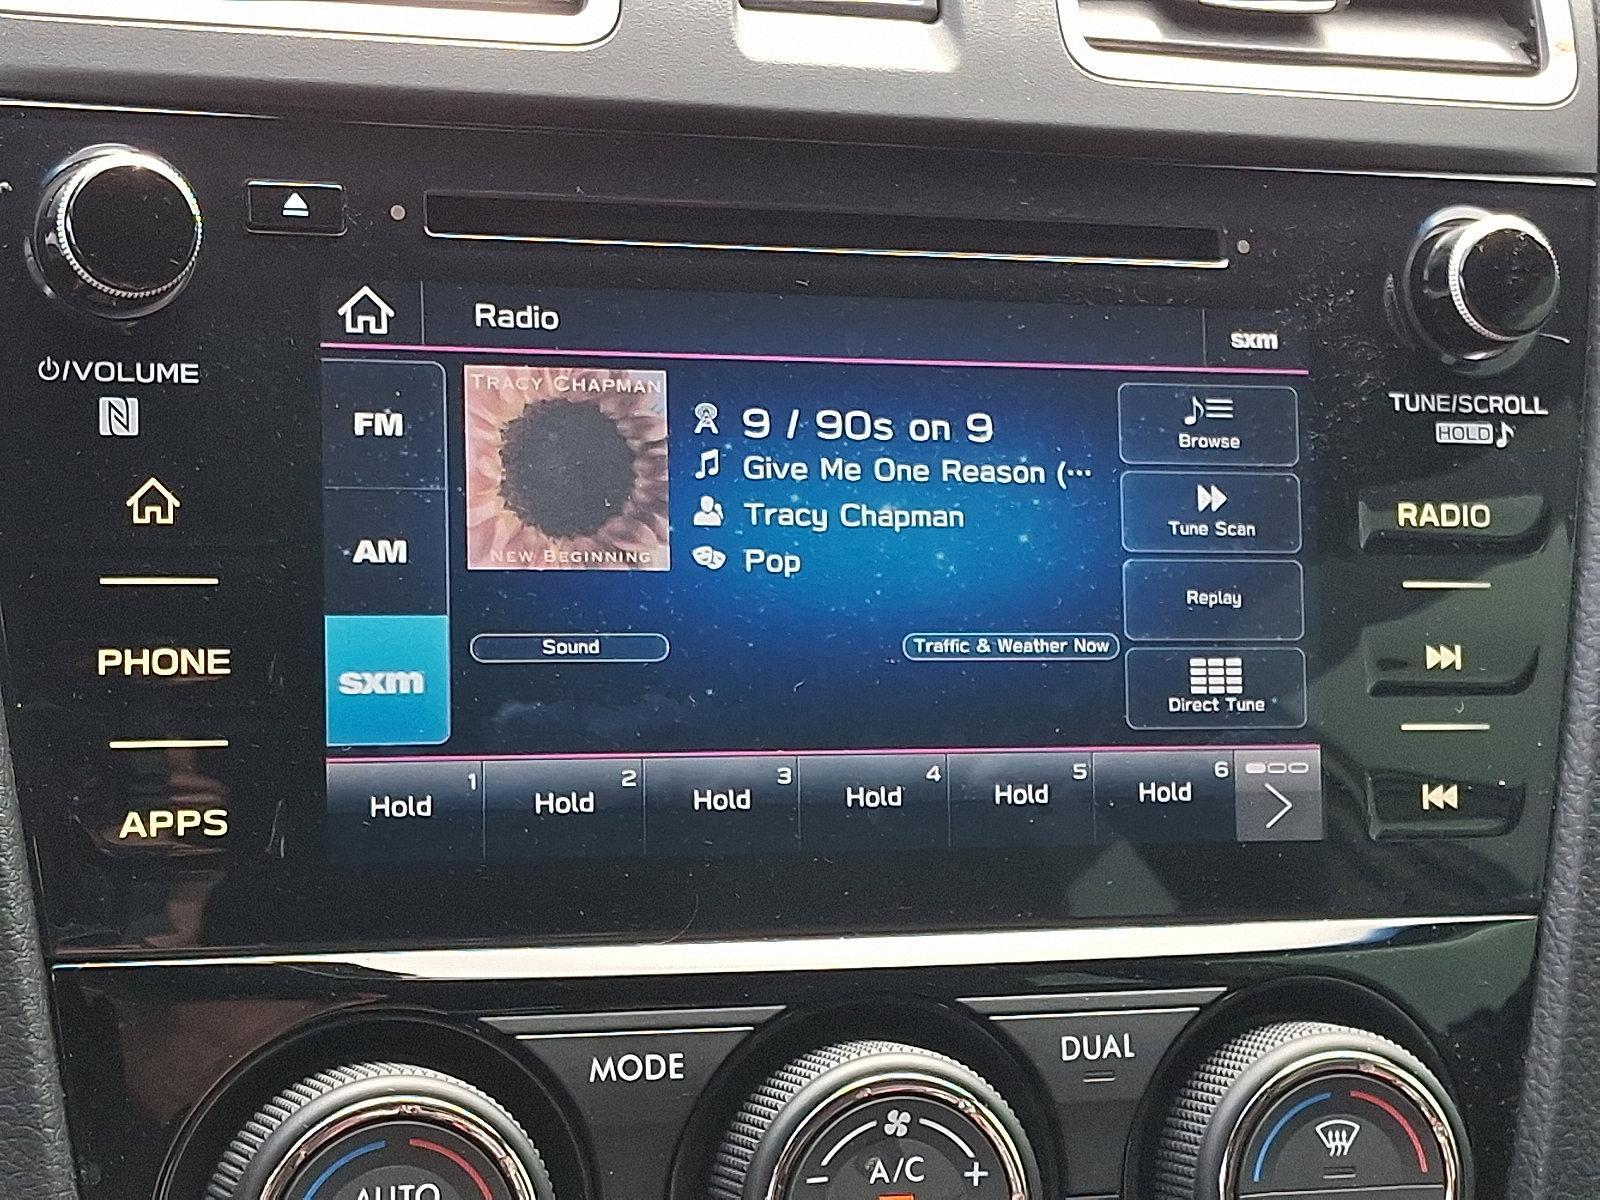 Radio
sxm
⏻/VOLUME
N
TUNE/SCROLL
HOLD ♪
FM
AM
sxm
TRACY CHAPMAN
NEW BEGINNING
9 / 90s on 9
Give Me One Reason (···
Tracy Chapman
Pop
Browse
Tune Scan
Replay
Direct Tune
Sound
Traffic & Weather Now
RADIO
PHONE
APPS
1 Hold
2 Hold
3 Hold
4 Hold
5 Hold
6 Hold
MODE
DUAL
AUTO
− A/C +